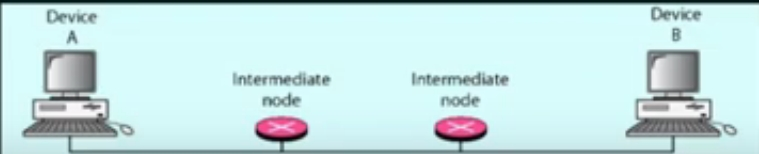 Device
A
Intermediate
node
Intermediate
node
Device
B